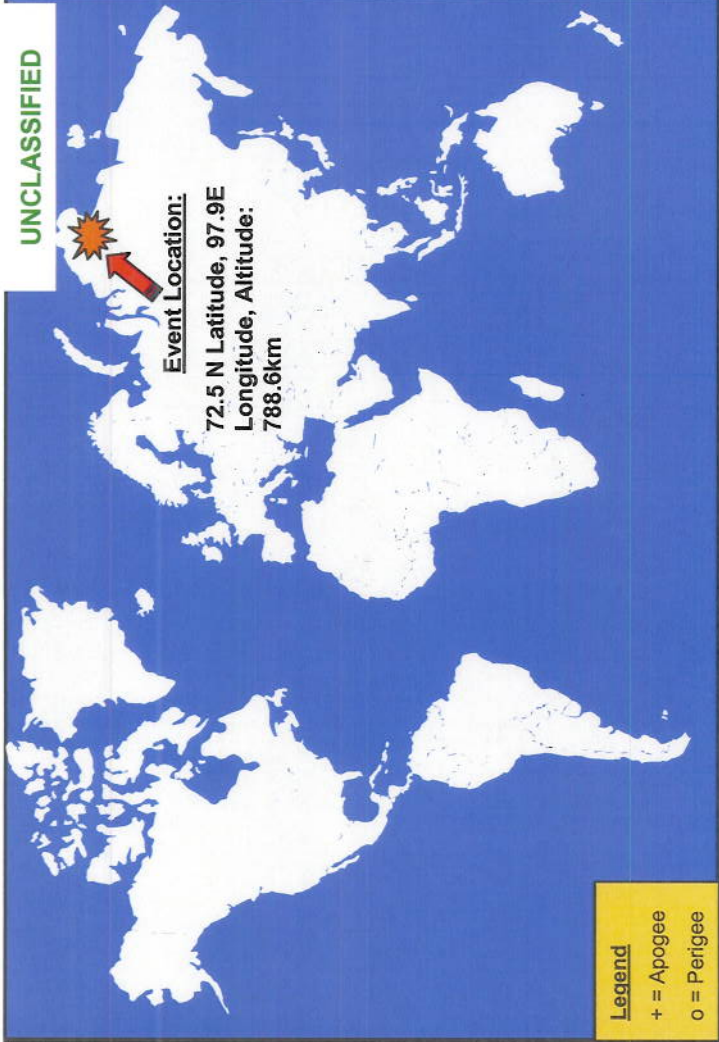 UNCLASSIFIED
Event Location:
72.5 N Latitude, 97.9E
Longitude, Altitude:
788.6km
Legend
+ = Apogee
o = Perigee